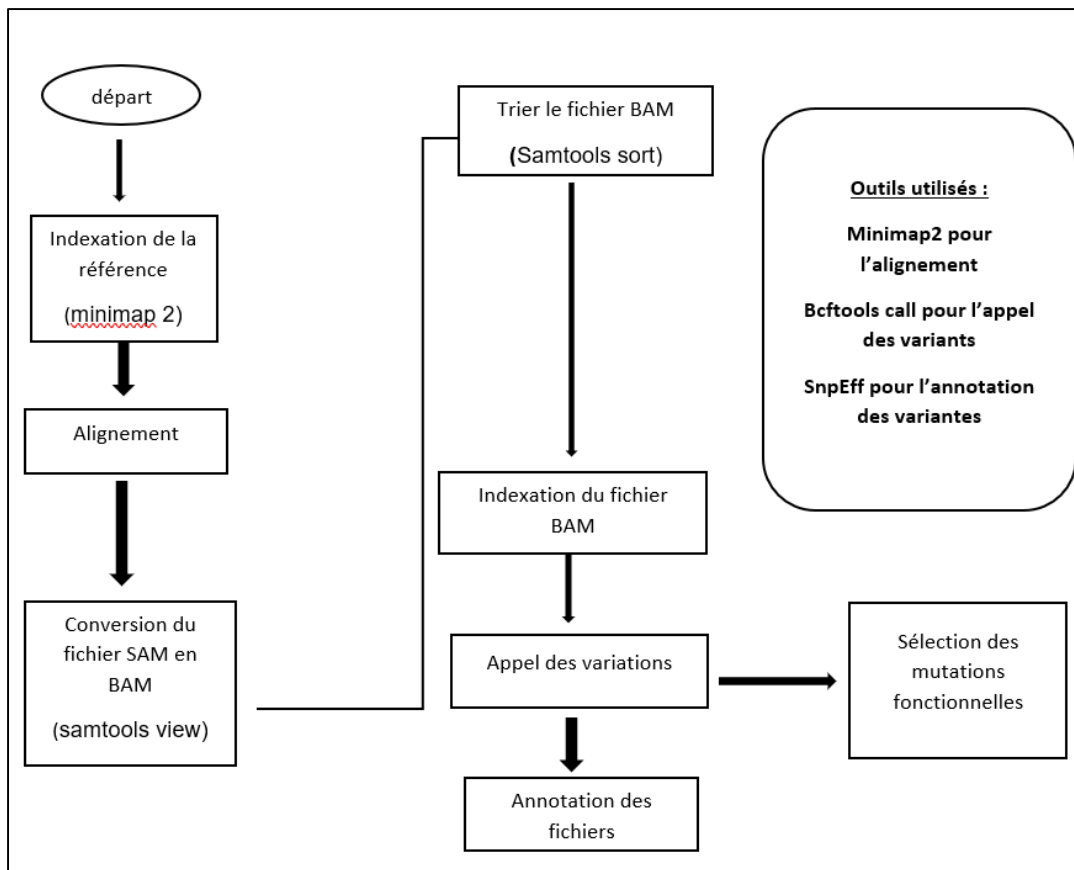 départ
Indexation de la
référence
(minimap 2)
Alignement
Conversion du
fichier SAM en
BAM
(samtools view)
Trier le fichier BAM
(Samtools sort)
Indexation du fichier
BAM
Appel des variations
Annotation des
fichiers
Sélection des
mutations
fonctionnelles
Outils utilisés :
Minimap2 pour
l’alignement
Bcftools call pour l’appel
des variants
SnpEff pour l’annotation
des variantes